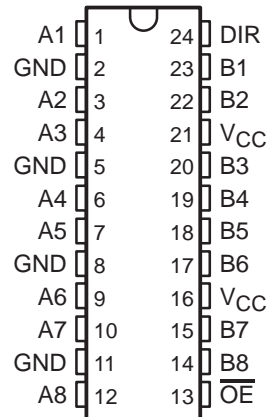 A1 1 24 DIR
GND 2 23 B1
A2 3 22 B2
A3 4 21 VCC
GND 5 20 B3
A4 6 19 B4
A5 7 18 B5
GND 8 17 B6
A6 9 16 VCC
A7 10 15 B7
GND 11 14 B8
A8 12 13 O̅E̅